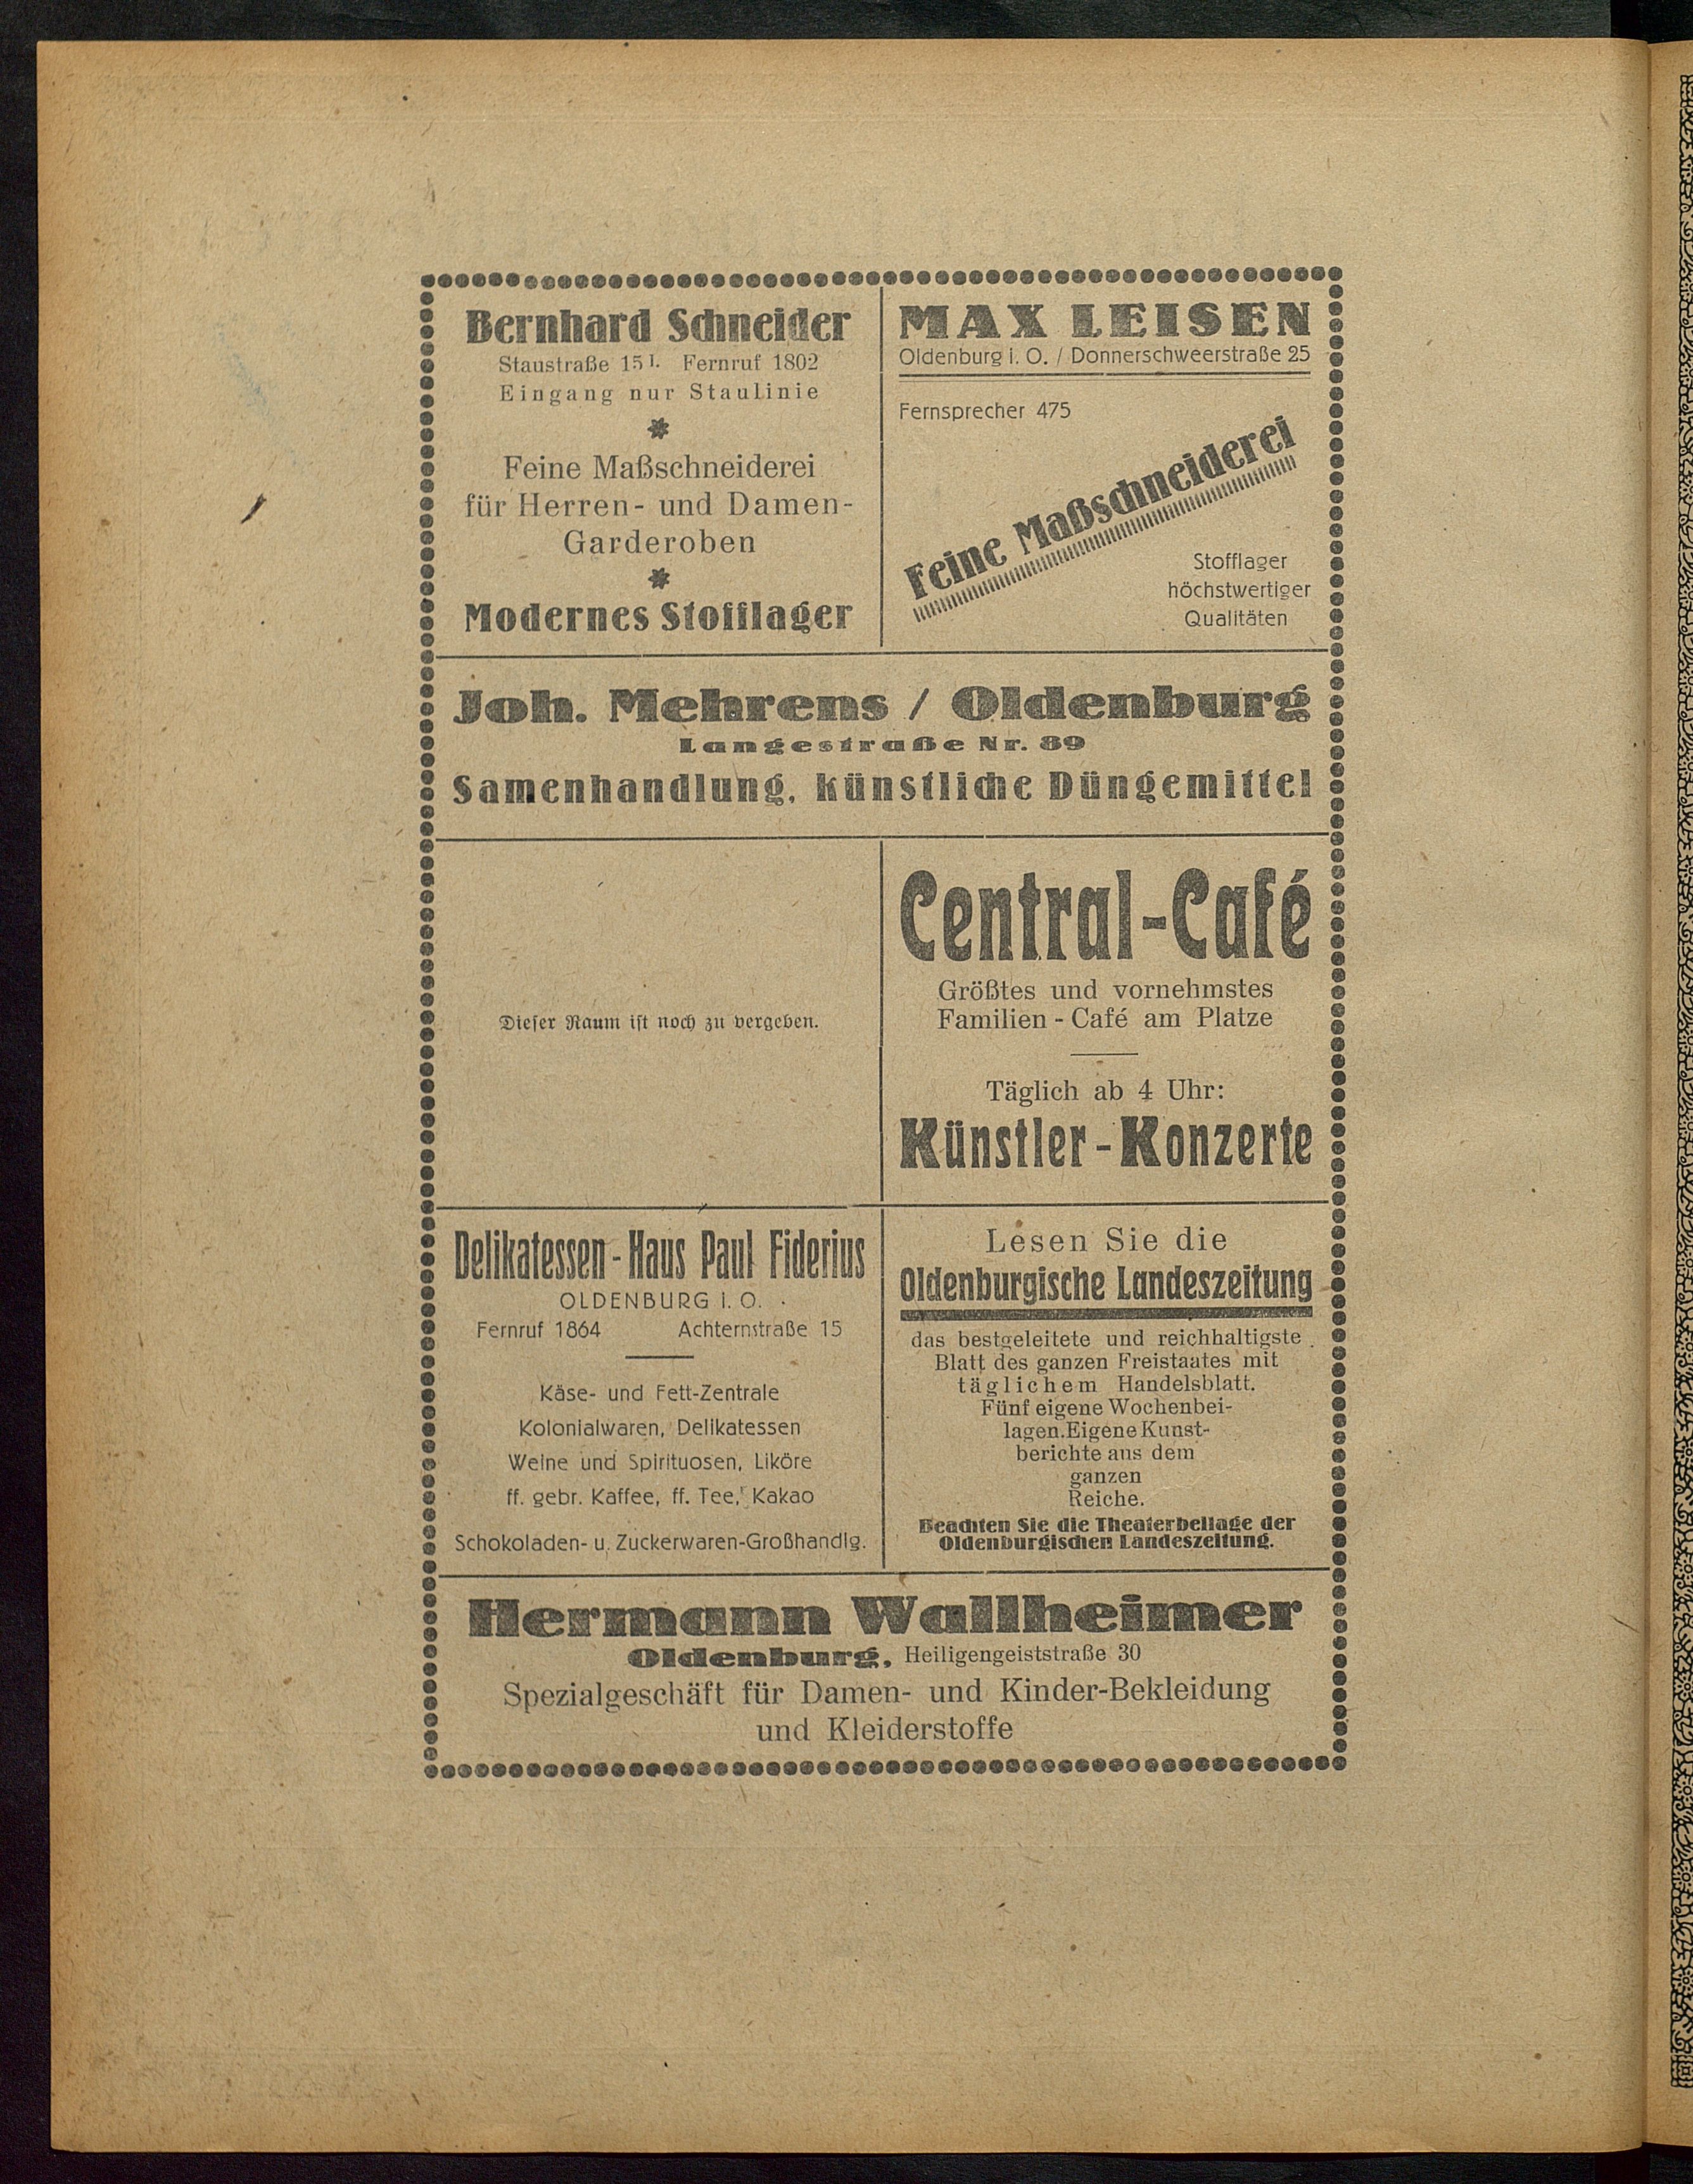 Bernhard Schneider
Staustraße 15 I. Fernruf 1802
Eingang nur Staulinie
Feine Maßschneiderei
für Herren- und Damen-
Garderoben
Modernes Stofflager
MAX LEISEN
Oldenburg i. O. / Donnerschweerstraße 25
Fernsprecher 475
Feine Maßschneiderei
Stofflager
höchstwertiger
Qualitäten
Joh. Mehrens / Oldenburg
Langestraße Nr. 89
Samenhandlung, künstliche Düngemittel
Dieser Raum ist noch zu vergeben.
Central-Café
Größtes und vornehmstes
Familien-Café am Platze
Täglich ab 4 Uhr:
Künstler-Konzerte
Delikatessen-Haus Paul Fiderius
OLDENBURG I. O.
Fernruf 1864 Achternstraße 15
Käse- und Fett-Zentrale
Kolonialwaren, Delikatessen
Weine und Spirituosen, Liköre
ff. gebr. Kaffee, ff. Tee, Kakao
Schokoladen- u. Zuckerwaren-Großhandlg.
Lesen Sie die
Oldenburgische Landeszeitung
das bestgeleitete und reichhaltigste
Blatt des ganzen Freistaates mit
täglichem Handelsblatt.
Fünf eigene Wochenbei-
lagen. Eigene Kunst-
berichte aus dem
ganzen
Reiche.
Beachten Sie die Theaterbeilage der
Oldenburgischen Landeszeitung.
Hermann Wallheimer
Oldenburg, Heiligengeiststraße 30
Spezialgeschäft für Damen- und Kinder-Bekleidung
und Kleiderstoffe